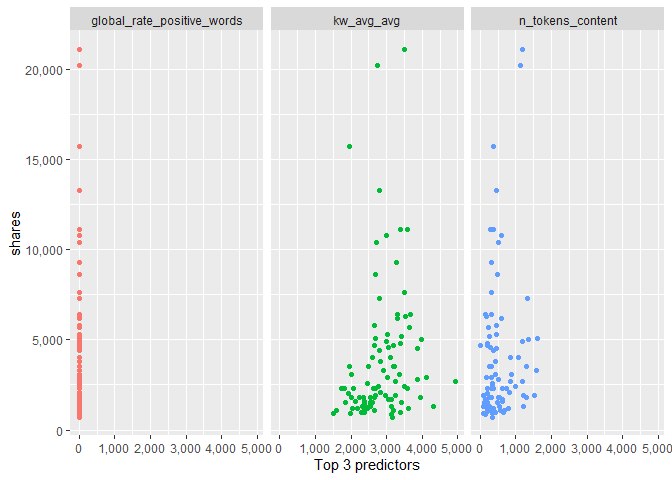 global_rate_positive_words kw_avg_avg n_tokens_content
20,000
15,000
10,000
5,000
0
shares
0 1,000 2,000 3,000 4,000 5,000 0 1,000 2,000 3,000 4,000 5,000 0 1,000 2,000 3,000 4,000 5,000
Top 3 predictors